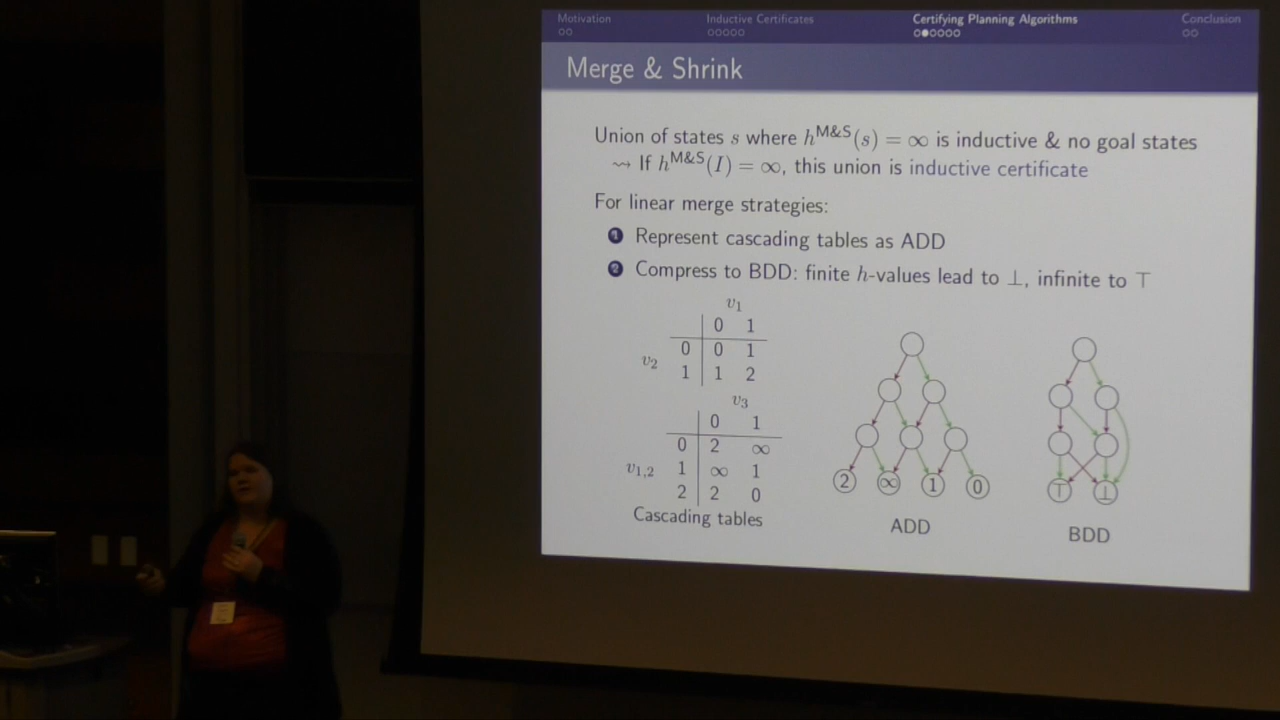 Motivation Inductive Certificates Certifying Planning Algorithms Conclusion
Merge & Shrink
Union of states s where h^M&S(s) = ∞ is inductive & no goal states
⇝ If h^M&S(I) = ∞, this union is inductive certificate
For linear merge strategies:
1 Represent cascading tables as ADD
2 Compress to BDD: finite h-values lead to ⊥, infinite to ⊤
v1
0 1
v2 0 0 1
1 1 2
v3
0 1
0 2 ∞
v1,2 1 ∞ 1
2 2 0
Cascading tables
2 ∞ 1 0
ADD
⊤ ⊥
BDD